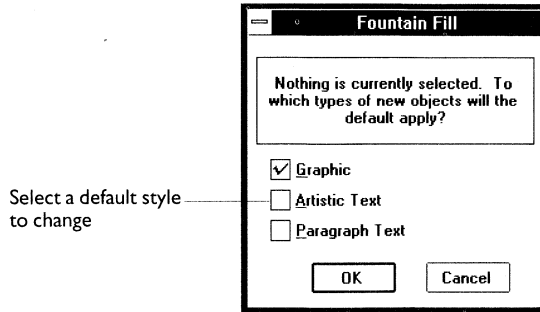 Fountain Fill
Nothing is currently selected. To
which types of new objects will the
default apply?
Graphic
Artistic Text
Paragraph Text
OK Cancel
Select a default style
to change